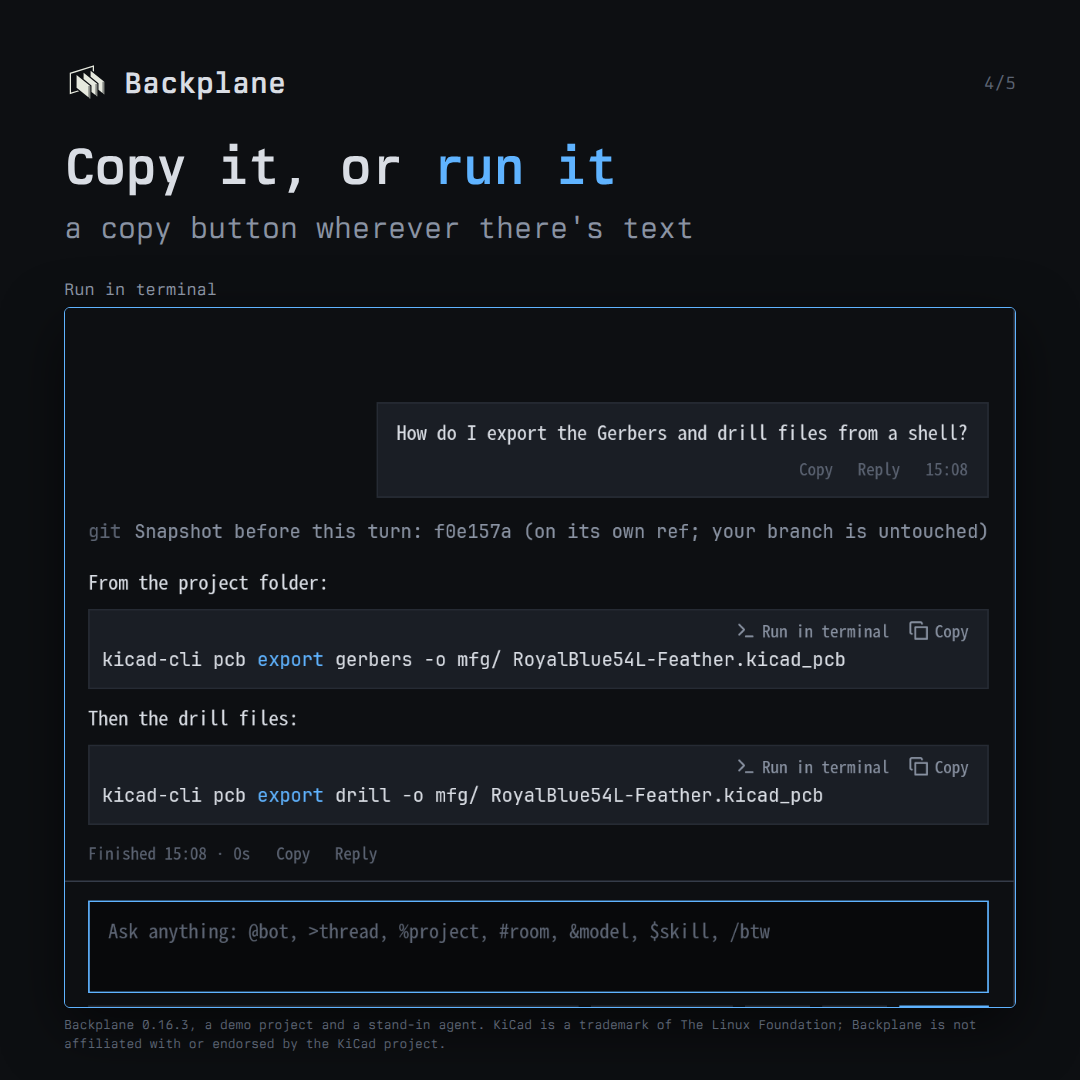 Backplane
4/5
Copy it, or run it
a copy button wherever there's text
Run in terminal
How do I export the Gerbers and drill files from a shell?
Copy Reply 15:08
git Snapshot before this turn: f0e157a (on its own ref; your branch is untouched)
From the project folder:
Run in terminal Copy
kicad-cli pcb export gerbers -o mfg/ RoyalBlue54L-Feather.kicad_pcb
Then the drill files:
Run in terminal Copy
kicad-cli pcb export drill -o mfg/ RoyalBlue54L-Feather.kicad_pcb
Finished 15:08 · 0s Copy Reply
Ask anything: @bot, >thread, %project, #room, &model, $skill, /btw
Backplane 0.16.3, a demo project and a stand-in agent. KiCad is a trademark of The Linux Foundation; Backplane is not
affiliated with or endorsed by the KiCad project.